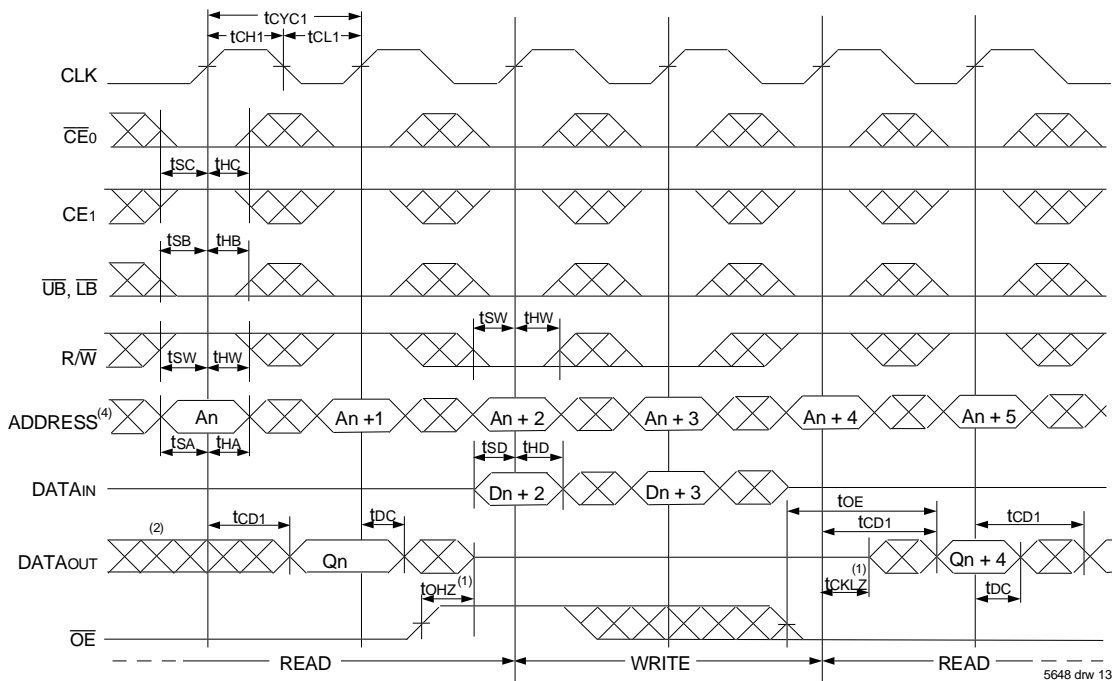 tCYC1
tCH1 tCL1
CLK
CE0
tSC tHC
CE1
tSB tHB
UB, LB
tSW tHW
R/W
tSW tHW
ADDRESS(4) An An +1 An + 2 An + 3 An + 4 An + 5
tSA tHA tSD tHD
DATAIN Dn + 2 Dn + 3
tOE
(2) tCD1 tDC tCD1 tCD1
DATAOUT Qn Qn + 4
tOHZ(1) tCKLZ(1) tDC
OE
READ WRITE READ
5648 drw 13